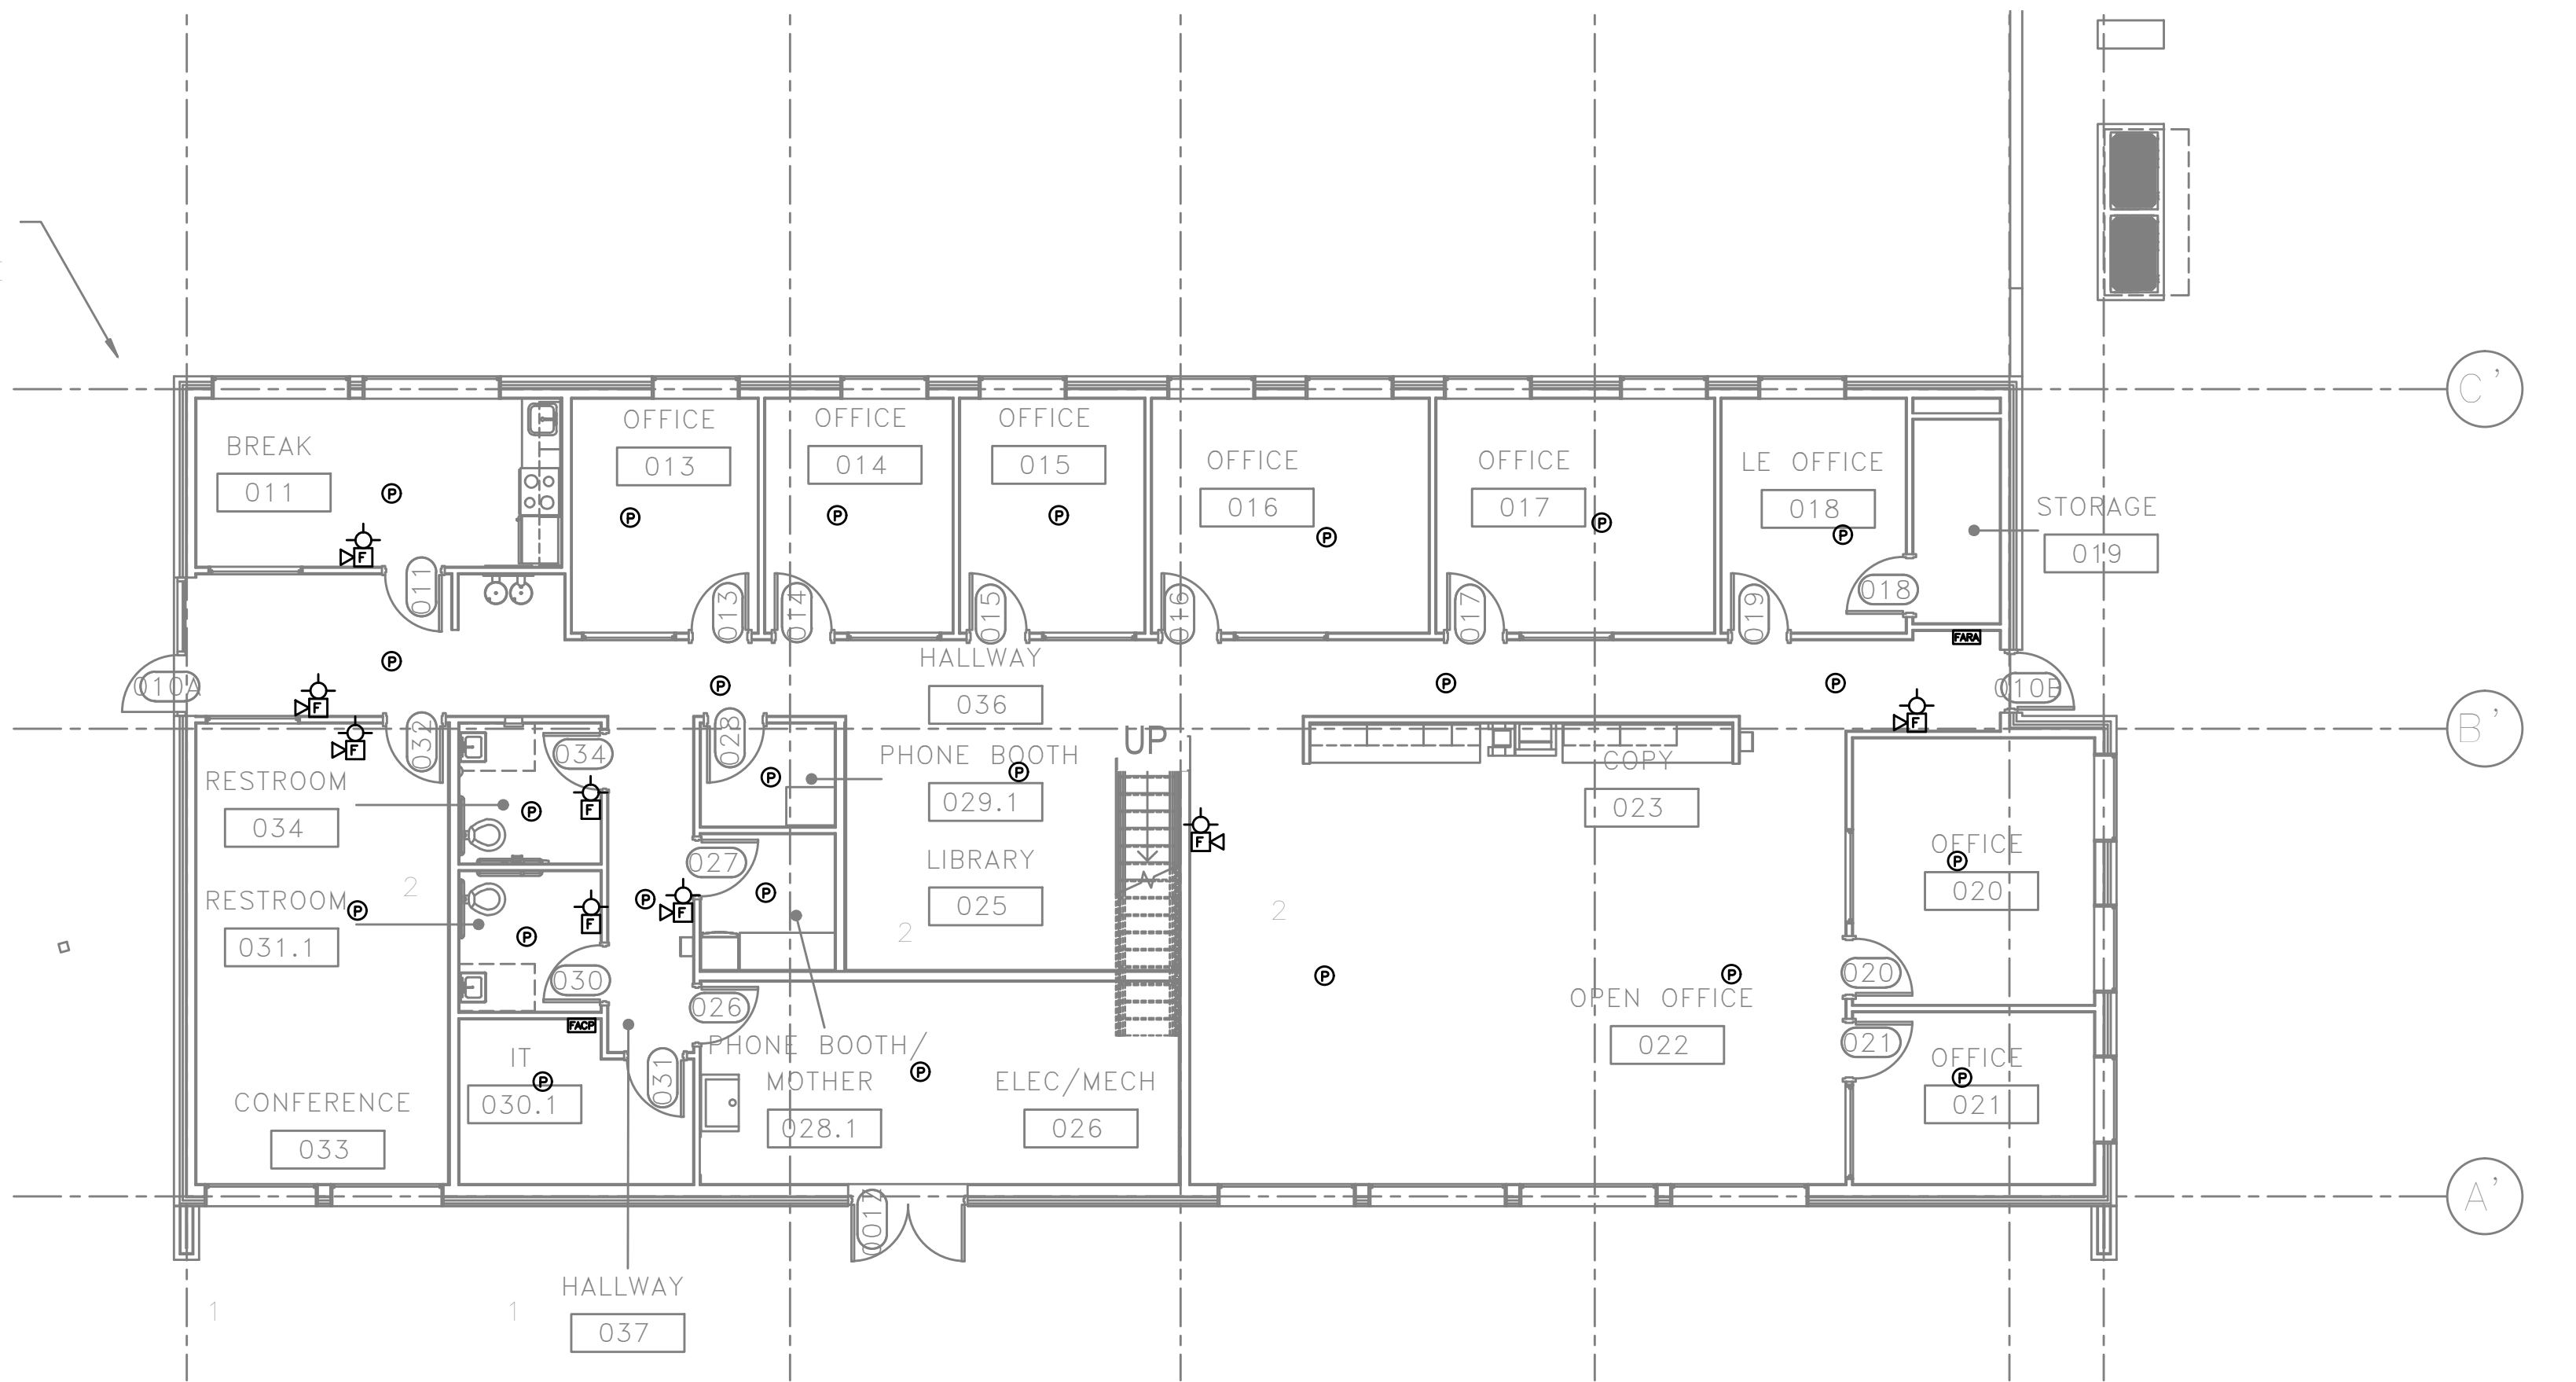 C'
OFFICE
OFFICE
OFFICE
BREAK
013
014
015
OFFICE
OFFICE
LE OFFICE
011
016
017
018
STORAGE
019
P
P
P
P
P
P
P
F
011
013
014
015
016
017
019
018
FARA
HALLWAY
036
P
P
P
P
010A
010B
F
F
F
032
028
034
UP
B'
PHONE BOOTH
029.1
P
P
COPY
023
RESTROOM
034
P
F
F
LIBRARY
025
027
OFFICE
020
P
2
RESTROOM
031.1
P
P
F
P
F
P
2
2
030
026
P
P
020
OPEN OFFICE
022
FACP
IT
030.1
P
031
PHONE BOOTH/
MOTHER
028.1
P
ELEC/MECH
026
021
OFFICE
021
P
CONFERENCE
033
A'
0017
HALLWAY
037
1
1